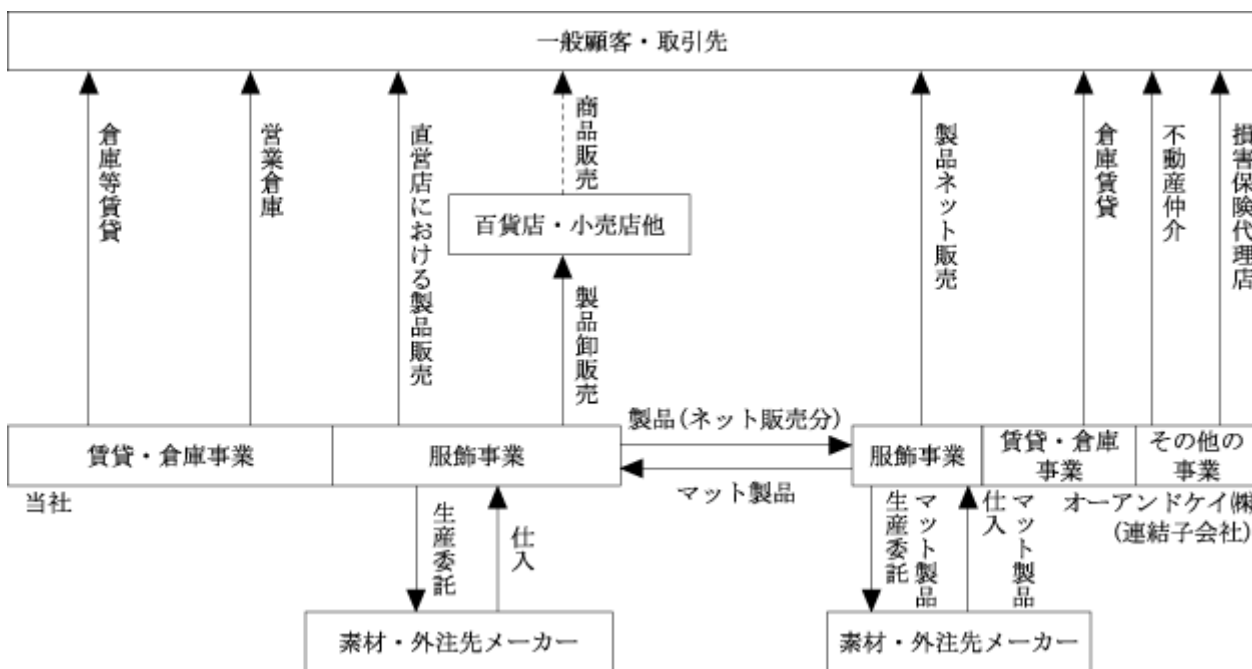 一般顧客・取引先
倉庫等賃貸
営業倉庫
直営店における製品販売
商品販売
製品ネット販売
倉庫賃貸
不動産仲介
損害保険代理店
百貨店・小売店他
製品卸販売
製品(ネット販売分)
マット製品
賃貸・倉庫事業
服飾事業
服飾事業
賃貸・倉庫
事業
その他の
事業
当社
オーアンドケイ㈱
(連結子会社)
生産委託
仕入
マット製品
生産委託
マット製品
仕入
素材・外注先メーカー
素材・外注先メーカー